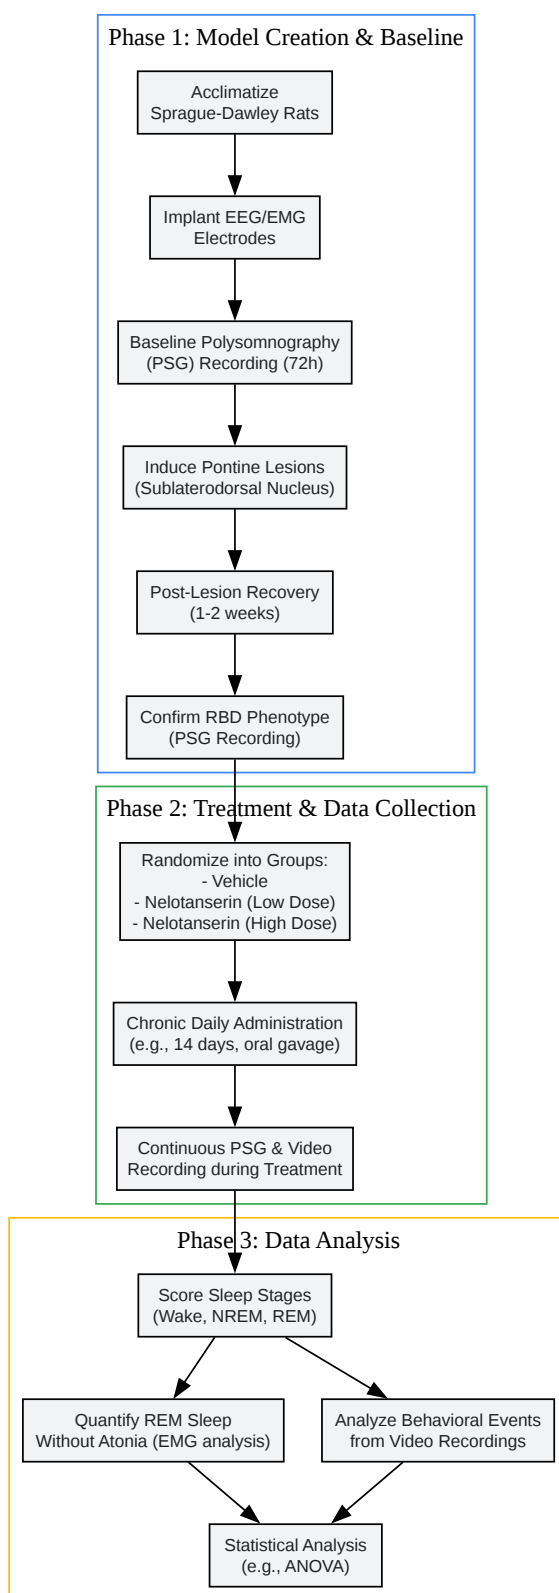 Phase 1: Model Creation & Baseline
Acclimatize
Sprague-Dawley Rats
Implant EEG/EMG
Electrodes
Baseline Polysomnography
(PSG) Recording (72h)
Induce Pontine Lesions
(Sublaterodorsal Nucleus)
Post-Lesion Recovery
(1-2 weeks)
Confirm RBD Phenotype
(PSG Recording)
Phase 2: Treatment & Data Collection
Randomize into Groups:
- Vehicle
- Nelotanserin (Low Dose)
- Nelotanserin (High Dose)
Chronic Daily Administration
(e.g., 14 days, oral gavage)
Continuous PSG & Video
Recording during Treatment
Phase 3: Data Analysis
Score Sleep Stages
(Wake, NREM, REM)
Quantify REM Sleep
Without Atonia (EMG analysis)
Analyze Behavioral Events
from Video Recordings
Statistical Analysis
(e.g., ANOVA)